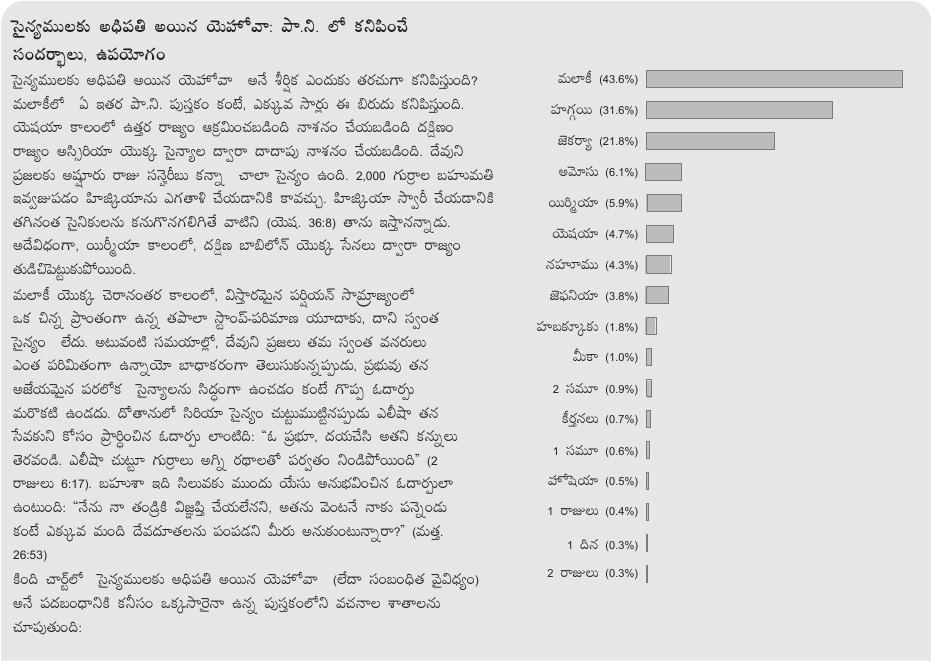 సైన్యములకు అధిపతి అయిన యెహోవా: పా.ని. లో కనిపించే
సందర్భాలు, ఉపయోగం
సైన్యములకు అధిపతి అయిన యెహోవా అనే శీర్షిక ఎందుకు తరచుగా కనిపిస్తుంది?
మలాకీలో ఏ ఇతర పా.ని. పుస్తకం కంటే, ఎక్కువ సార్లు ఈ బిరుదు కనిపిస్తుంది.
యెషయా కాలంలో ఉత్తర రాజ్యం ఆక్రమించబడింది నాశనం చేయబడింది దక్షిణం
రాజ్యం అస్సిరియా యొక్క సైన్యాల ద్వారా దాదాపు నాశనం చేయబడింది. దేవుని
ప్రజలకు అష్షూరు రాజు సన్హెరీబు కన్నా చాలా సైన్యం ఉంది. 2,000 గుర్రాల బహుమతి
ఇవ్వజుపడం హిజ్కియాను ఎగతాళి చేయడానికి కావచ్చు. హిజ్కియా స్వారీ చేయడానికి
తగినంత సైనికులను కనుగొనగలిగితే వాటిని (యెష. 36:8) తాను ఇస్తానన్నాడు.
అదేవిధంగా, యిర్మీయా కాలంలో, దక్షిణ బాబిలోన్ యొక్క సేనలు ద్వారా రాజ్యం
తుడిచిపెట్టుకుపోయింది.
మలాకీ యొక్క చెరానంతర కాలంలో, విస్తారమైన పర్షియన్ సామ్రాజ్యంలో
ఒక చిన్న ప్రాంతంగా ఉన్న తపాలా స్టాంప్-పరిమాణ యూదాకు, దాని స్వంత
సైన్యం లేదు. అటువంటి సమయాల్లో, దేవుని ప్రజలు తమ స్వంత వనరులు
ఎంత పరిమితంగా ఉన్నాయో బాధాకరంగా తెలుసుకున్నప్పుడు, ప్రభువు తన
అజేయమైన పరలోక సైన్యాలను సిద్ధంగా ఉంచడం కంటే గొప్ప ఓదార్పు
మరొకటి ఉండదు. దోతానులో సిరియా సైన్యం చుట్టుముట్టినప్పుడు ఎలీషా తన
సేవకుని కోసం ప్రార్థించిన ఓదార్పు లాంటిది: “ఓ ప్రభూ, దయచేసి అతని కన్నులు
తెరవండి. ఎలీషా చుట్టూ గుర్రాలు అగ్ని రథాలతో పర్వతం నిండిపోయింది” (2
రాజులు 6:17). బహుశా ఇది సిలువకు ముందు యేసు అనుభవించిన ఓదార్పులా
ఉంటుంది: “నేను నా తండ్రికి విజ్ఞప్తి చేయలేనని, అతను వెంటనే నాకు పన్నెండు
కంటే ఎక్కువ మంది దేవదూతలను పంపడని మీరు అనుకుంటున్నారా?” (మత్త.
26:53)
కింది చార్ట్‌లో సైన్యములకు అధిపతి అయిన యెహోవా (లేదా సంబంధిత వైవిధ్యం)
అనే పదబంధానికి కనీసం ఒక్కసారైనా ఉన్న పుస్తకంలోని వచనాల శాతాలను
చూపుతుంది:
మలాకీ (43.6%)
హగ్గయి (31.6%)
జెకర్యా (21.8%)
అమోసు (6.1%)
యిర్మియా (5.9%)
యెషయా (4.7%)
నహూము (4.3%)
జెఫనియా (3.8%)
హబక్కూకు (1.8%)
మీకా (1.0%)
2 సమూ (0.9%)
కీర్తనలు (0.7%)
1 సమూ (0.6%)
హోషెయా (0.5%)
1 రాజులు (0.4%)
1 దిన (0.3%)
2 రాజులు (0.3%)